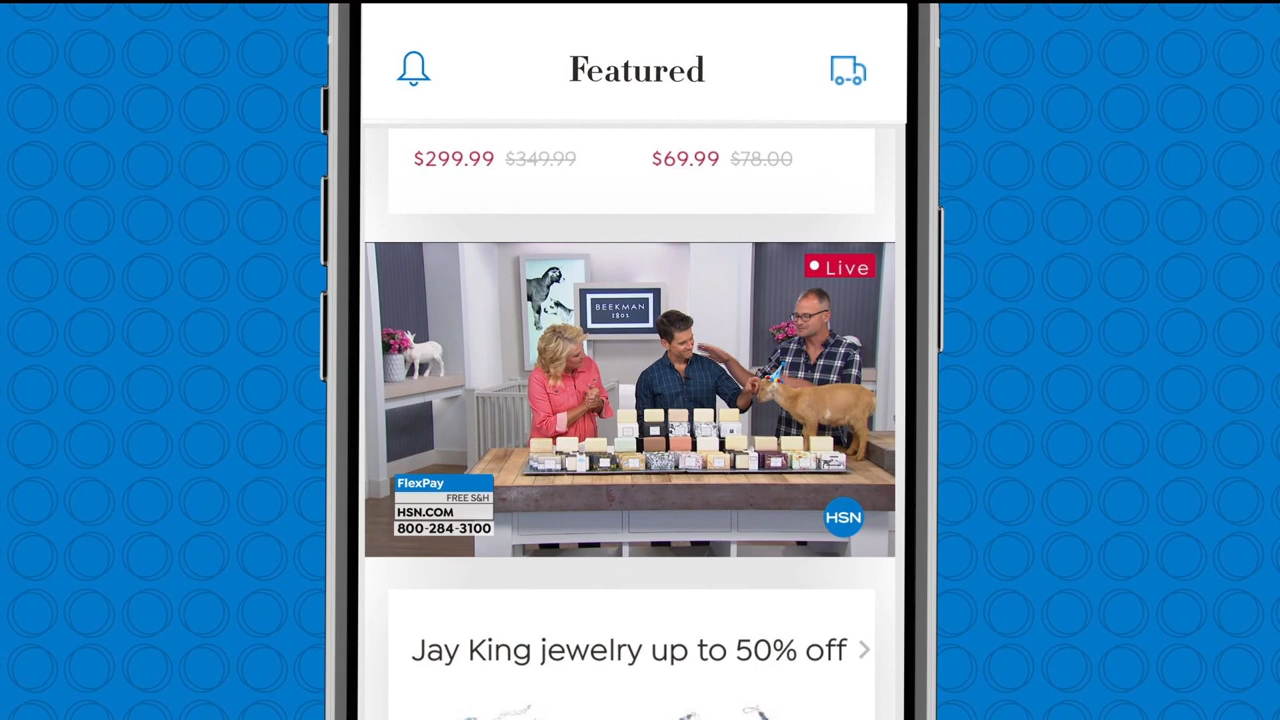 Featured
$299.99 $349.99 $69.99 $78.00
Live
BEEKMAN
1802
FlexPay
FREE S&H
HSN.COM
800-284-3100
HSN
Jay King jewelry up to 50% off